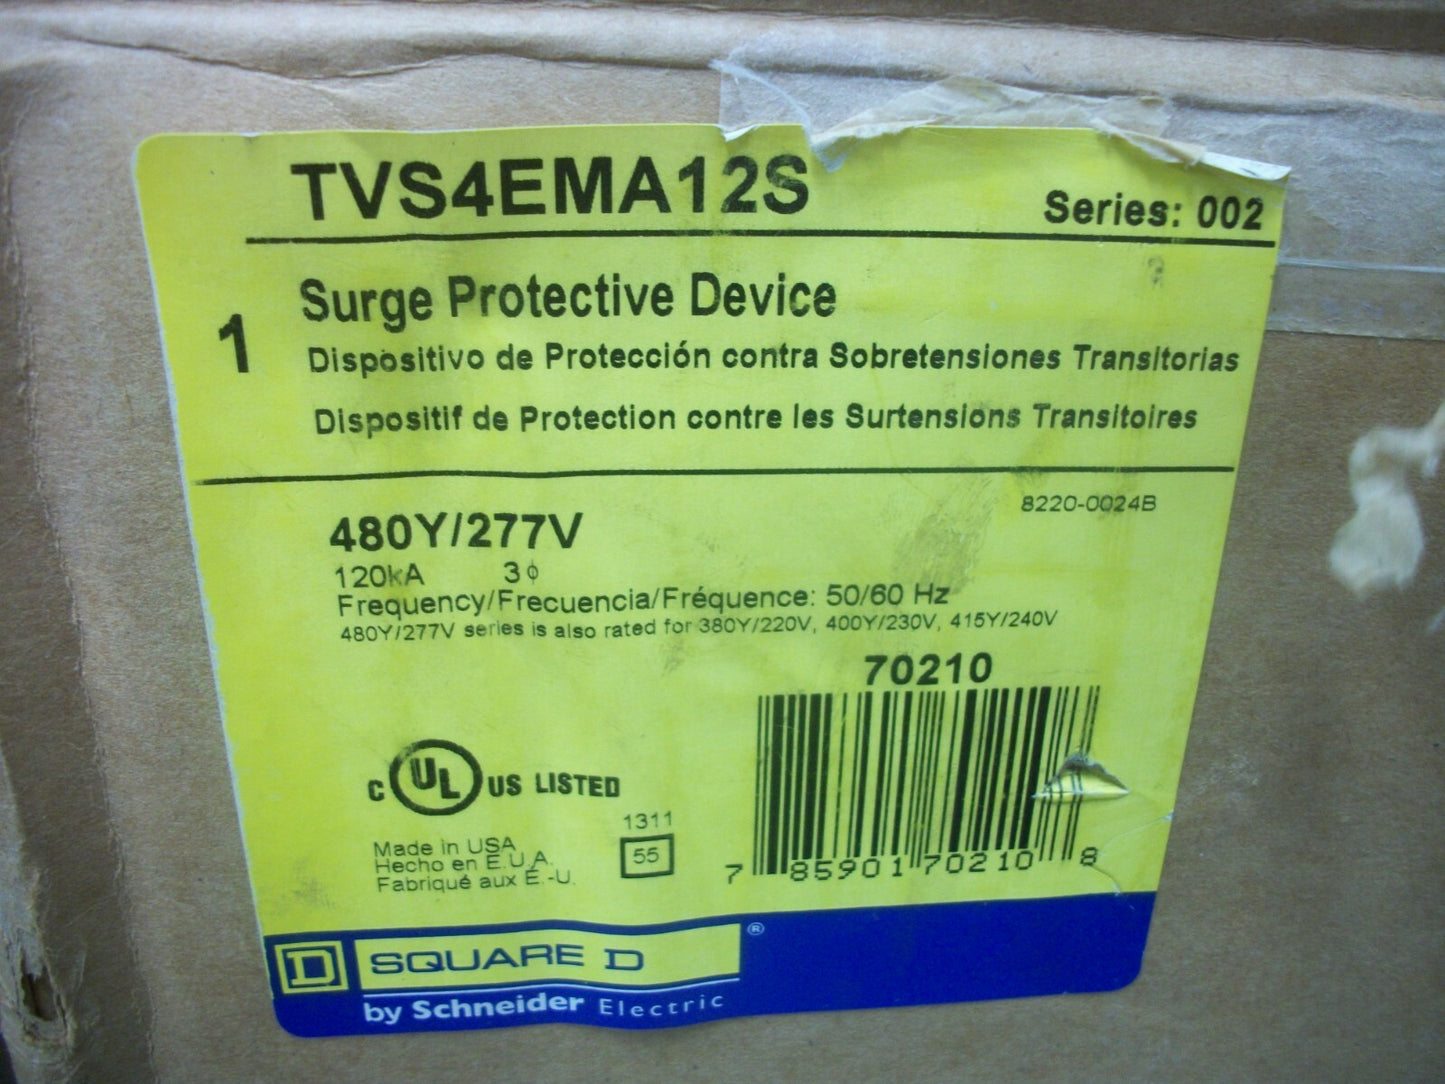 TVS4EMA12S
Series: 002
1
Surge Protective Device
Dispositivo de Protección contra Sobretensiones Transitorias
Dispositif de Protection contre les Surtensions Transitoires
8220-0024B
480Y/277V
120kA 3ϕ
Frequency/Frecuencia/Fréquence: 50/60 Hz
480Y/277V series is also rated for 380Y/220V, 400Y/230V, 415Y/240V
70210
C UL US LISTED
1311
55
Made in USA
Hecho en E.U.A.
Fabriqué aux É.-U.
7 85901 70210 8
D SQUARE D ®
by Schneider Electric